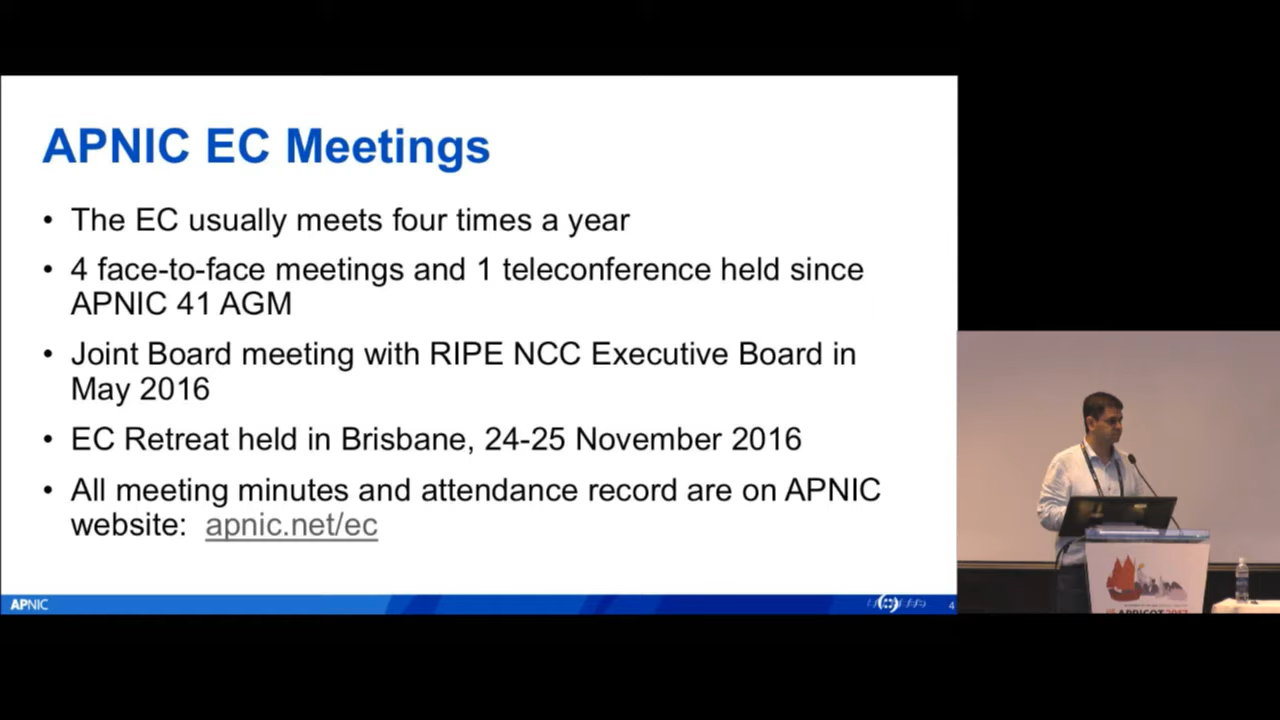 APNIC EC Meetings
• The EC usually meets four times a year
• 4 face-to-face meetings and 1 teleconference held since
APNIC 41 AGM
• Joint Board meeting with RIPE NCC Executive Board in
May 2016
• EC Retreat held in Brisbane, 24-25 November 2016
• All meeting minutes and attendance record are on APNIC
website: apnic.net/ec
APNIC
4
APRICOT 2017